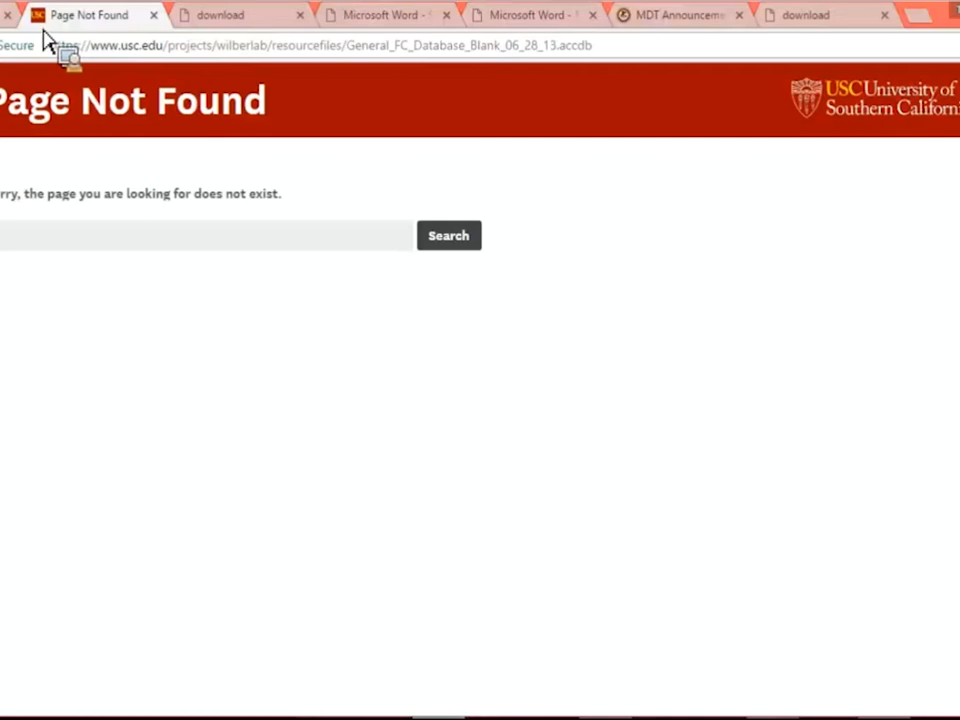 Page Not Found
download
Microsoft Word -
Microsoft Word -
MDT Announceme
download
Secure
://www.usc.edu/projects/wilberlab/resourcefiles/General_FC_Database_Blank_06_28_13.accdb
Page Not Found
USC University of
Southern Californi
rry, the page you are looking for does not exist.
Search